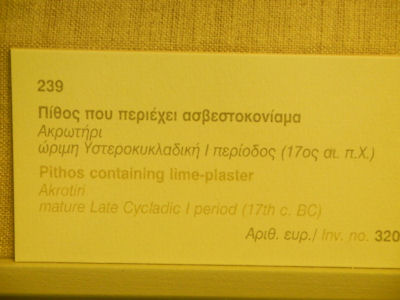 239
Πίθος που περιέχει ασβεστοκονίαμα
Ακρωτήρι
ώριμη Υστεροκυκλαδική Ι περίοδος (17ος αι. π.Χ.)
Pithos containing lime-plaster
Akrotiri
mature Late Cycladic I period (17th c. BC)
Αριθ. ευρ./ Inv. no. 320